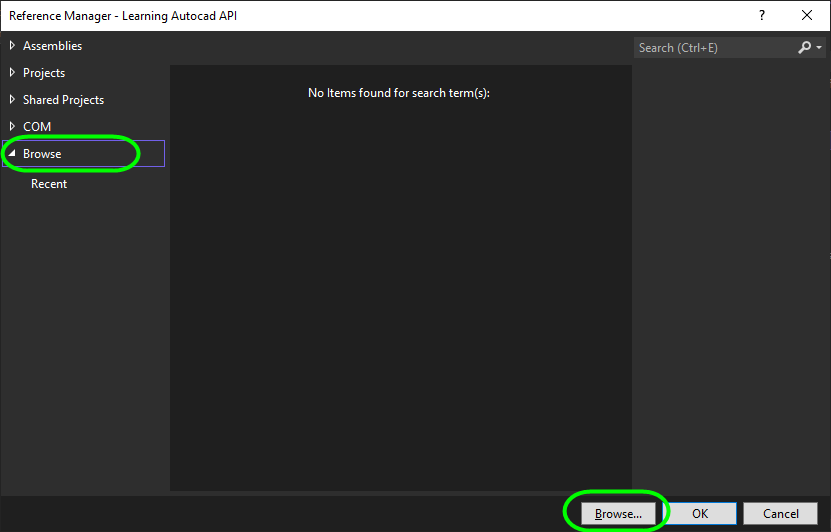 Reference Manager - Learning Autocad API
?
Assemblies
Search (Ctrl+E)
Projects
No Items found for search term(s):
Shared Projects
COM
Browse
Recent
Browse...
OK
Cancel